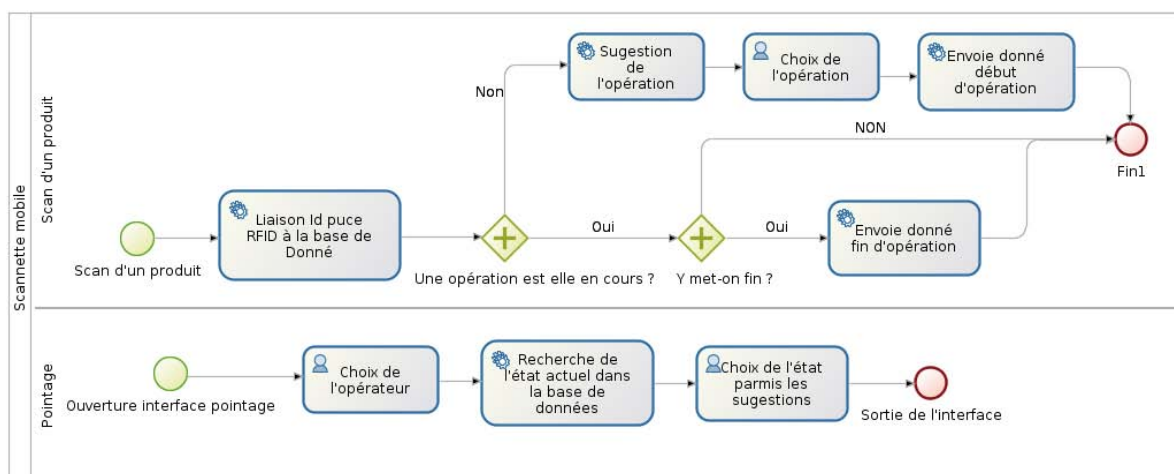 Scannette mobile
Scan d'un produit
Sugestion
de
l'opération
Choix de
l'opération
Envoie donné
début
d'opération
Non
NON
Fin1
Liaison Id puce
RFID à la base de
Donné
Oui
Oui
Envoie donné
fin d'opération
Scan d'un produit
Une opération est elle en cours ?
Y met-on fin ?
Pointage
Choix de
l'opérateur
Recherche de
l'état actuel dans
la base de
données
Choix de l'état
parmis les
sugestions
Ouverture interface pointage
Sortie de l'interface